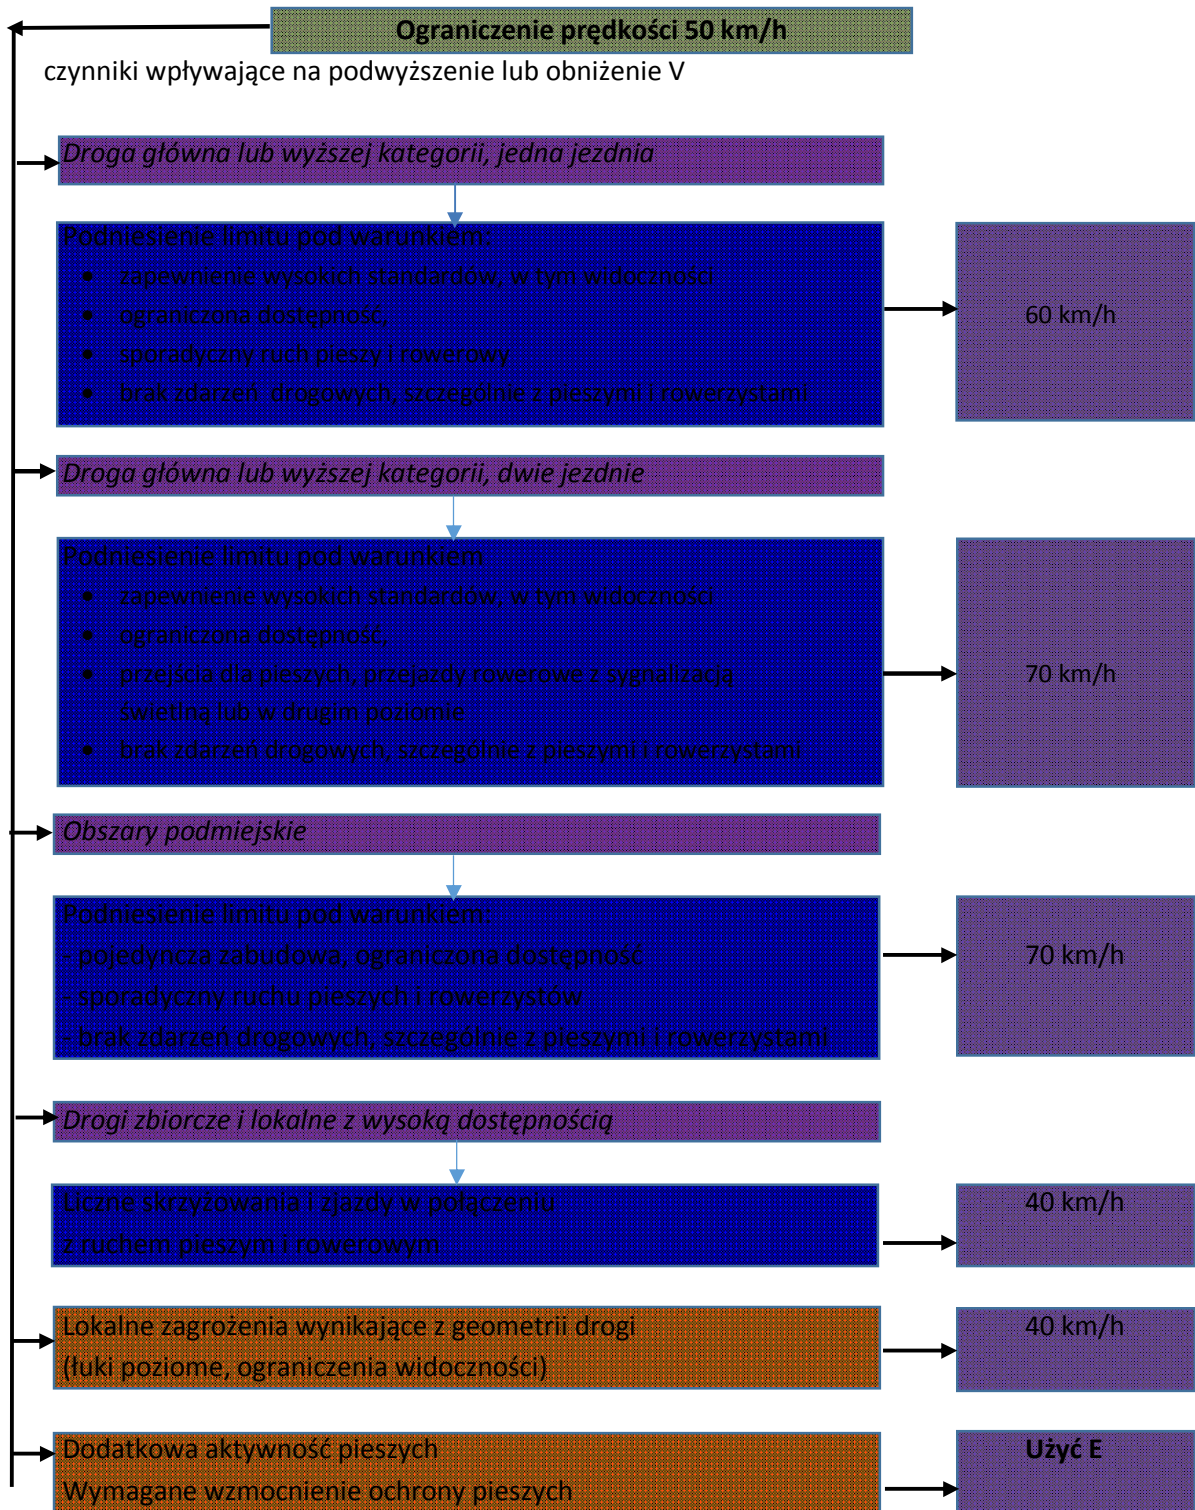 Ograniczenie prędkości 50 km/h
czynniki wpływające na podwyższenie lub obniżenie V
Droga główna lub wyższej kategorii, jedna jezdnia
Podniesienie limitu pod warunkiem:
• zapewnienie wysokich standardów, w tym widoczności
• ograniczona dostępność,
• sporadyczny ruch pieszy i rowerowy
• brak zdarzeń drogowych, szczególnie z pieszymi i rowerzystami
60 km/h
Droga główna lub wyższej kategorii, dwie jezdnie
Podniesienie limitu pod warunkiem
• zapewnienie wysokich standardów, w tym widoczności
• ograniczona dostępność,
• przejścia dla pieszych, przejazdy rowerowe z sygnalizacją
świetlną lub w drugim poziomie
• brak zdarzeń drogowych, szczególnie z pieszymi i rowerzystami
70 km/h
Obszary podmiejskie
Podniesienie limitu pod warunkiem:
- pojedyncza zabudowa, ograniczona dostępność
- sporadyczny ruchu pieszych i rowerzystów
- brak zdarzeń drogowych, szczególnie z pieszymi i rowerzystami
70 km/h
Drogi zbiorcze i lokalne z wysoką dostępnością
Liczne skrzyżowania i zjazdy w połączeniu
z ruchem pieszym i rowerowym
40 km/h
Lokalne zagrożenia wynikające z geometrii drogi
(łuki poziome, ograniczenia widoczności)
40 km/h
Dodatkowa aktywność pieszych
Wymagane wzmocnienie ochrony pieszych
Użyć E